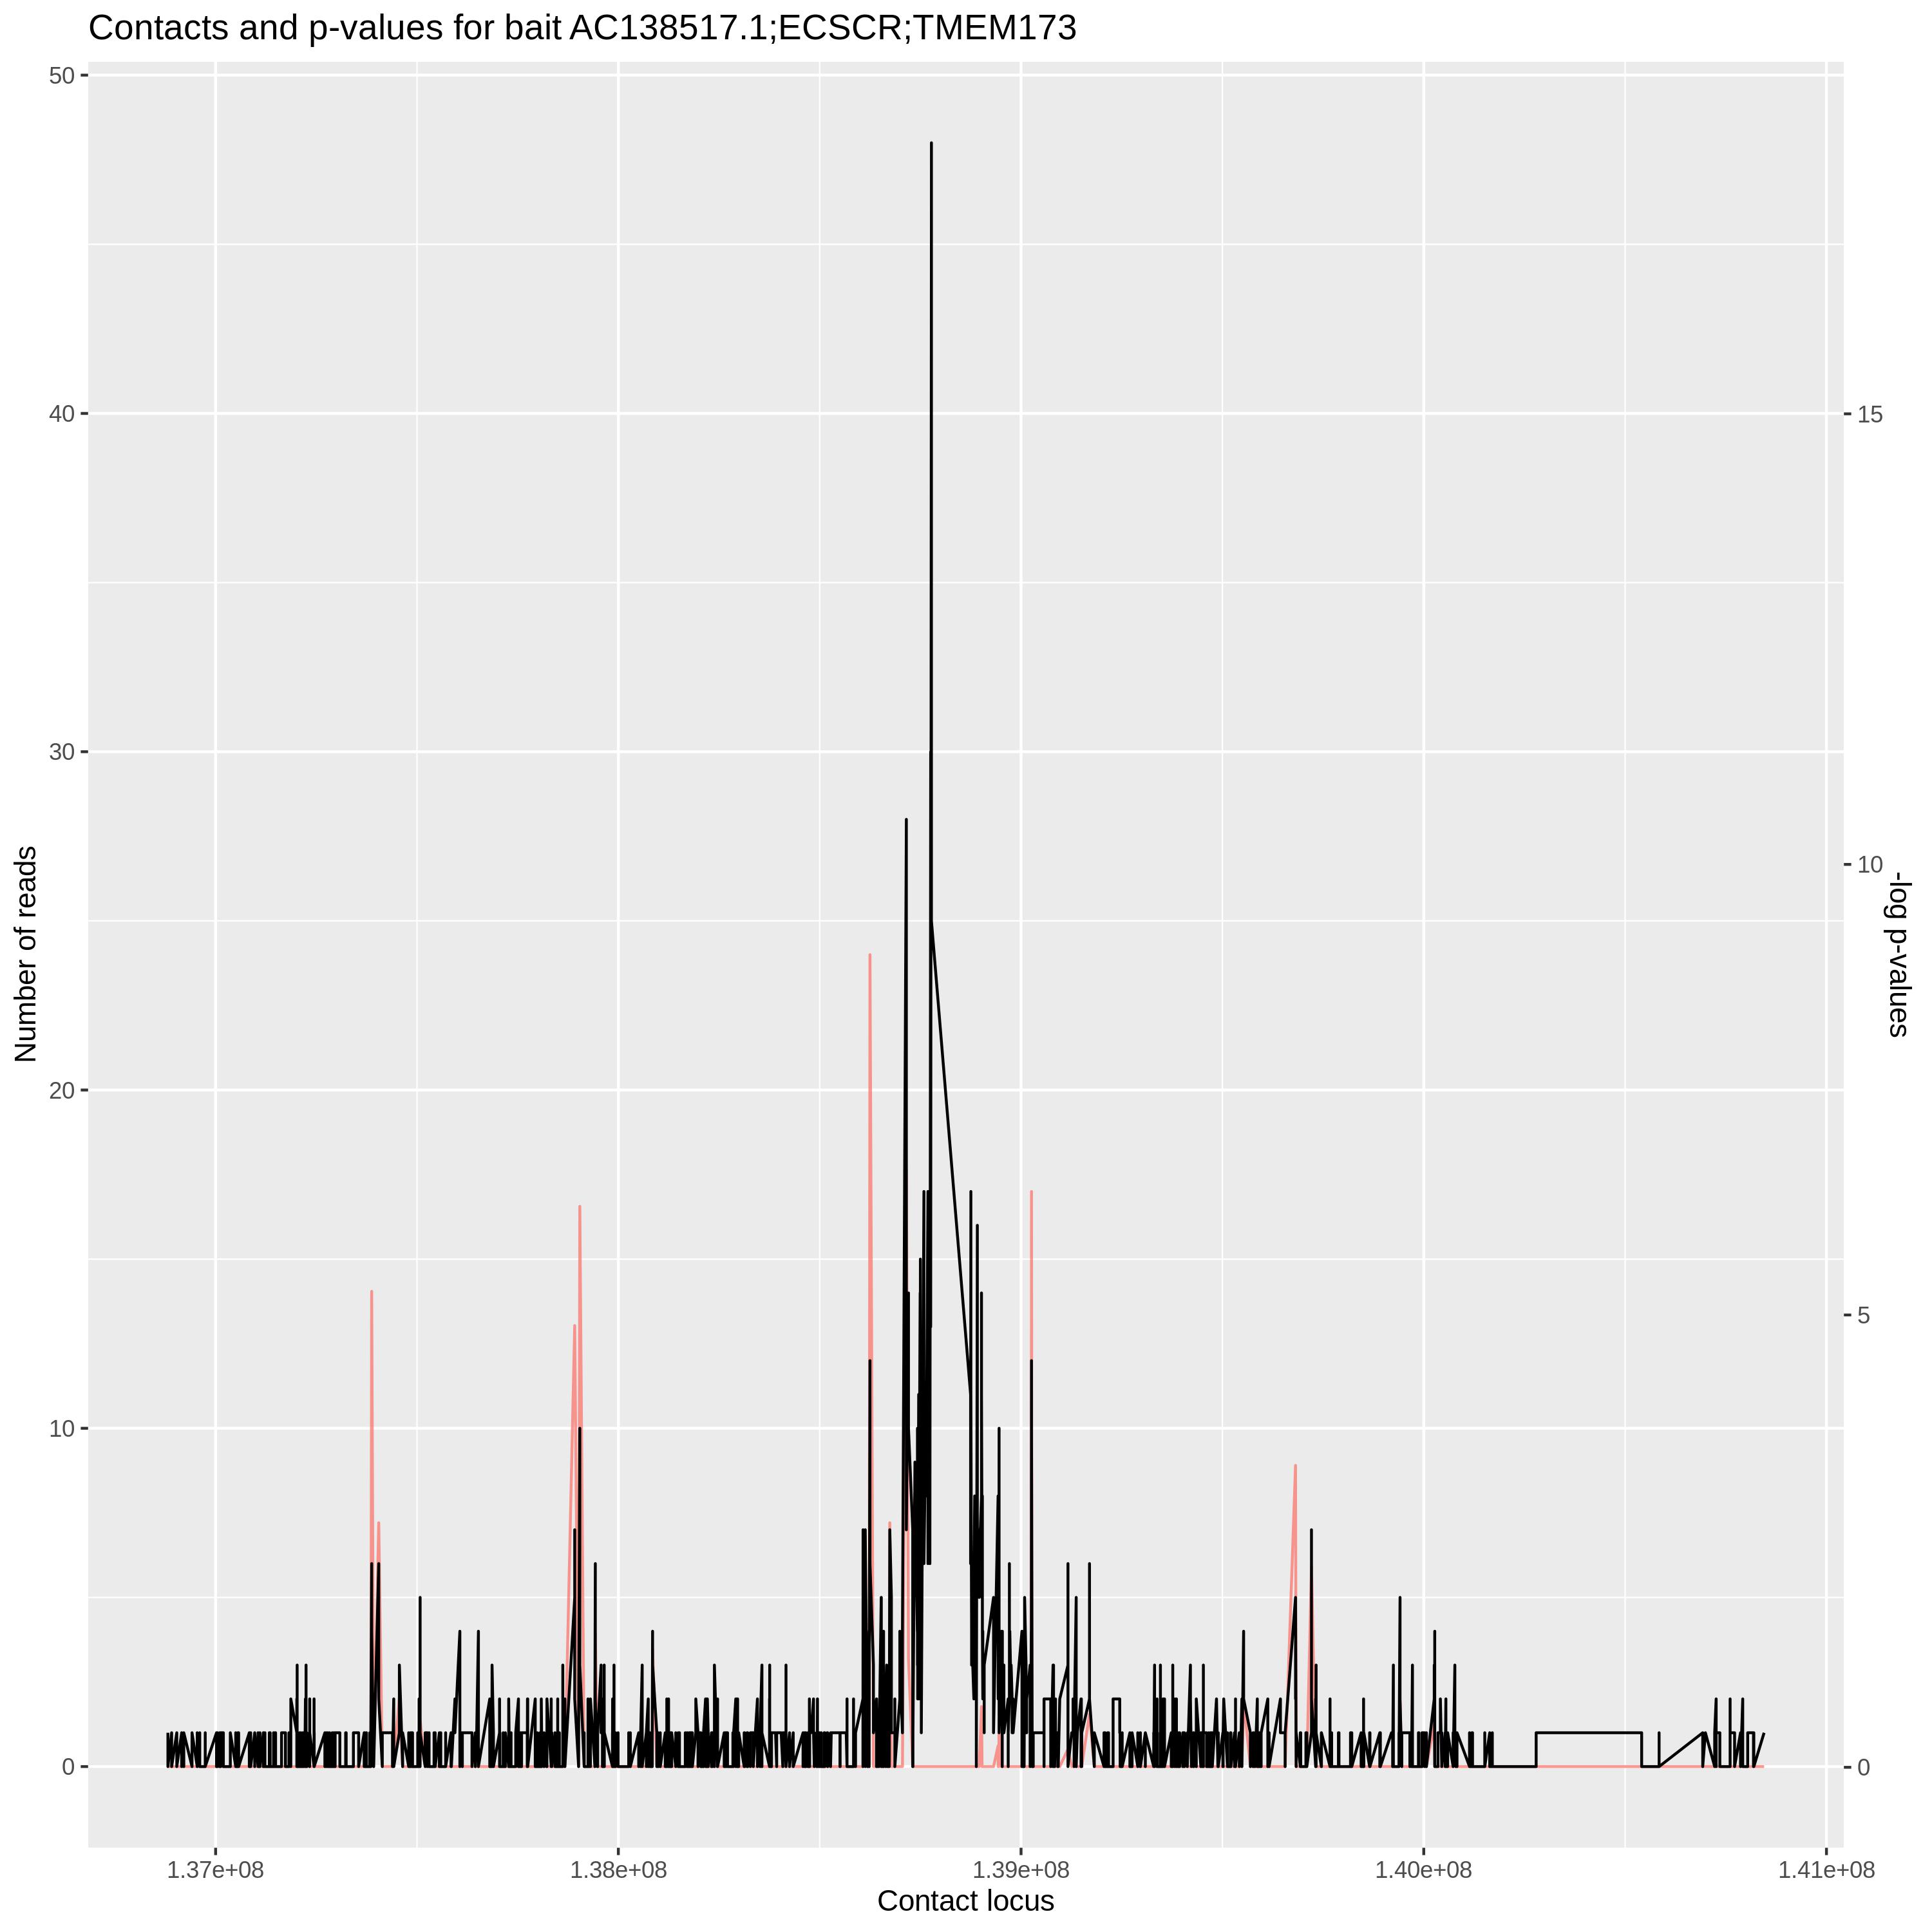 Contacts and p-values for bait AC138517.1;ECSCR;TMEM173
50
40
30
20
10
0
Number of reads
15
10
5
0
-log p-values
1.37e+08
1.38e+08
1.39e+08
1.40e+08
1.41e+08
Contact locus